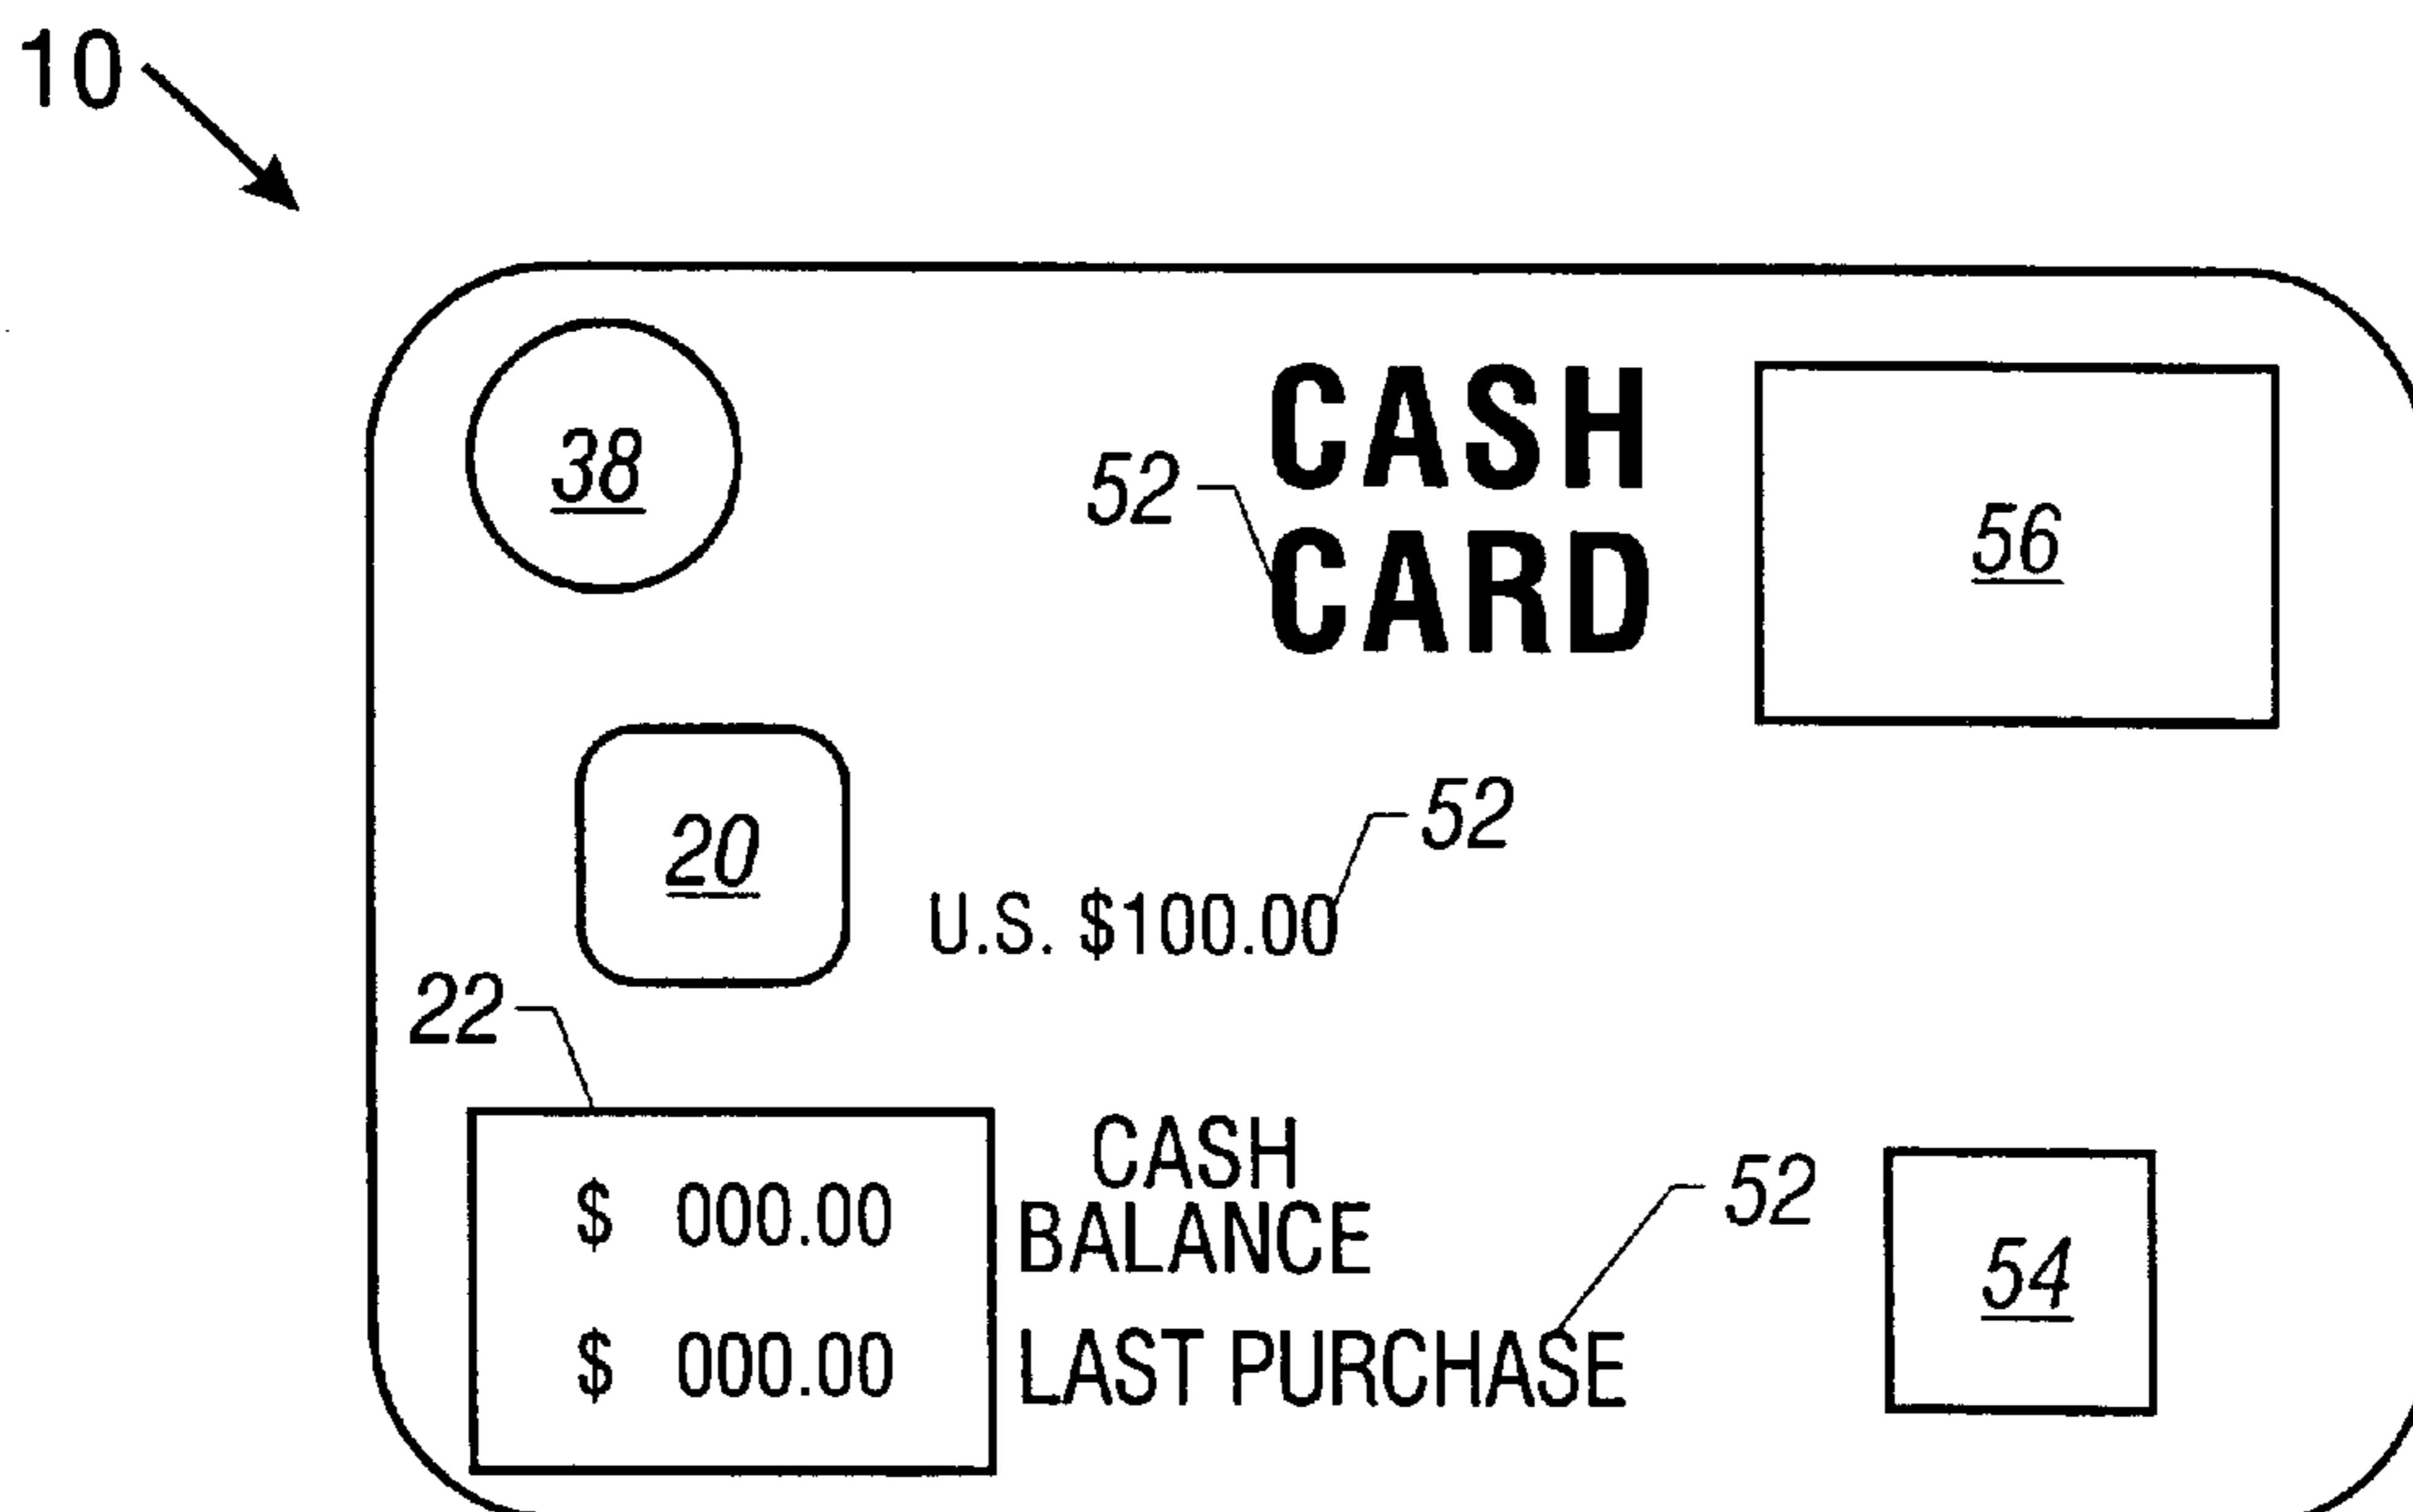 10
38
CASH
52
CARD
56
20
52
U.S. $100.00
22
CASH
$ 000.00
BALANCE
52
54
$ 000.00
LAST PURCHASE